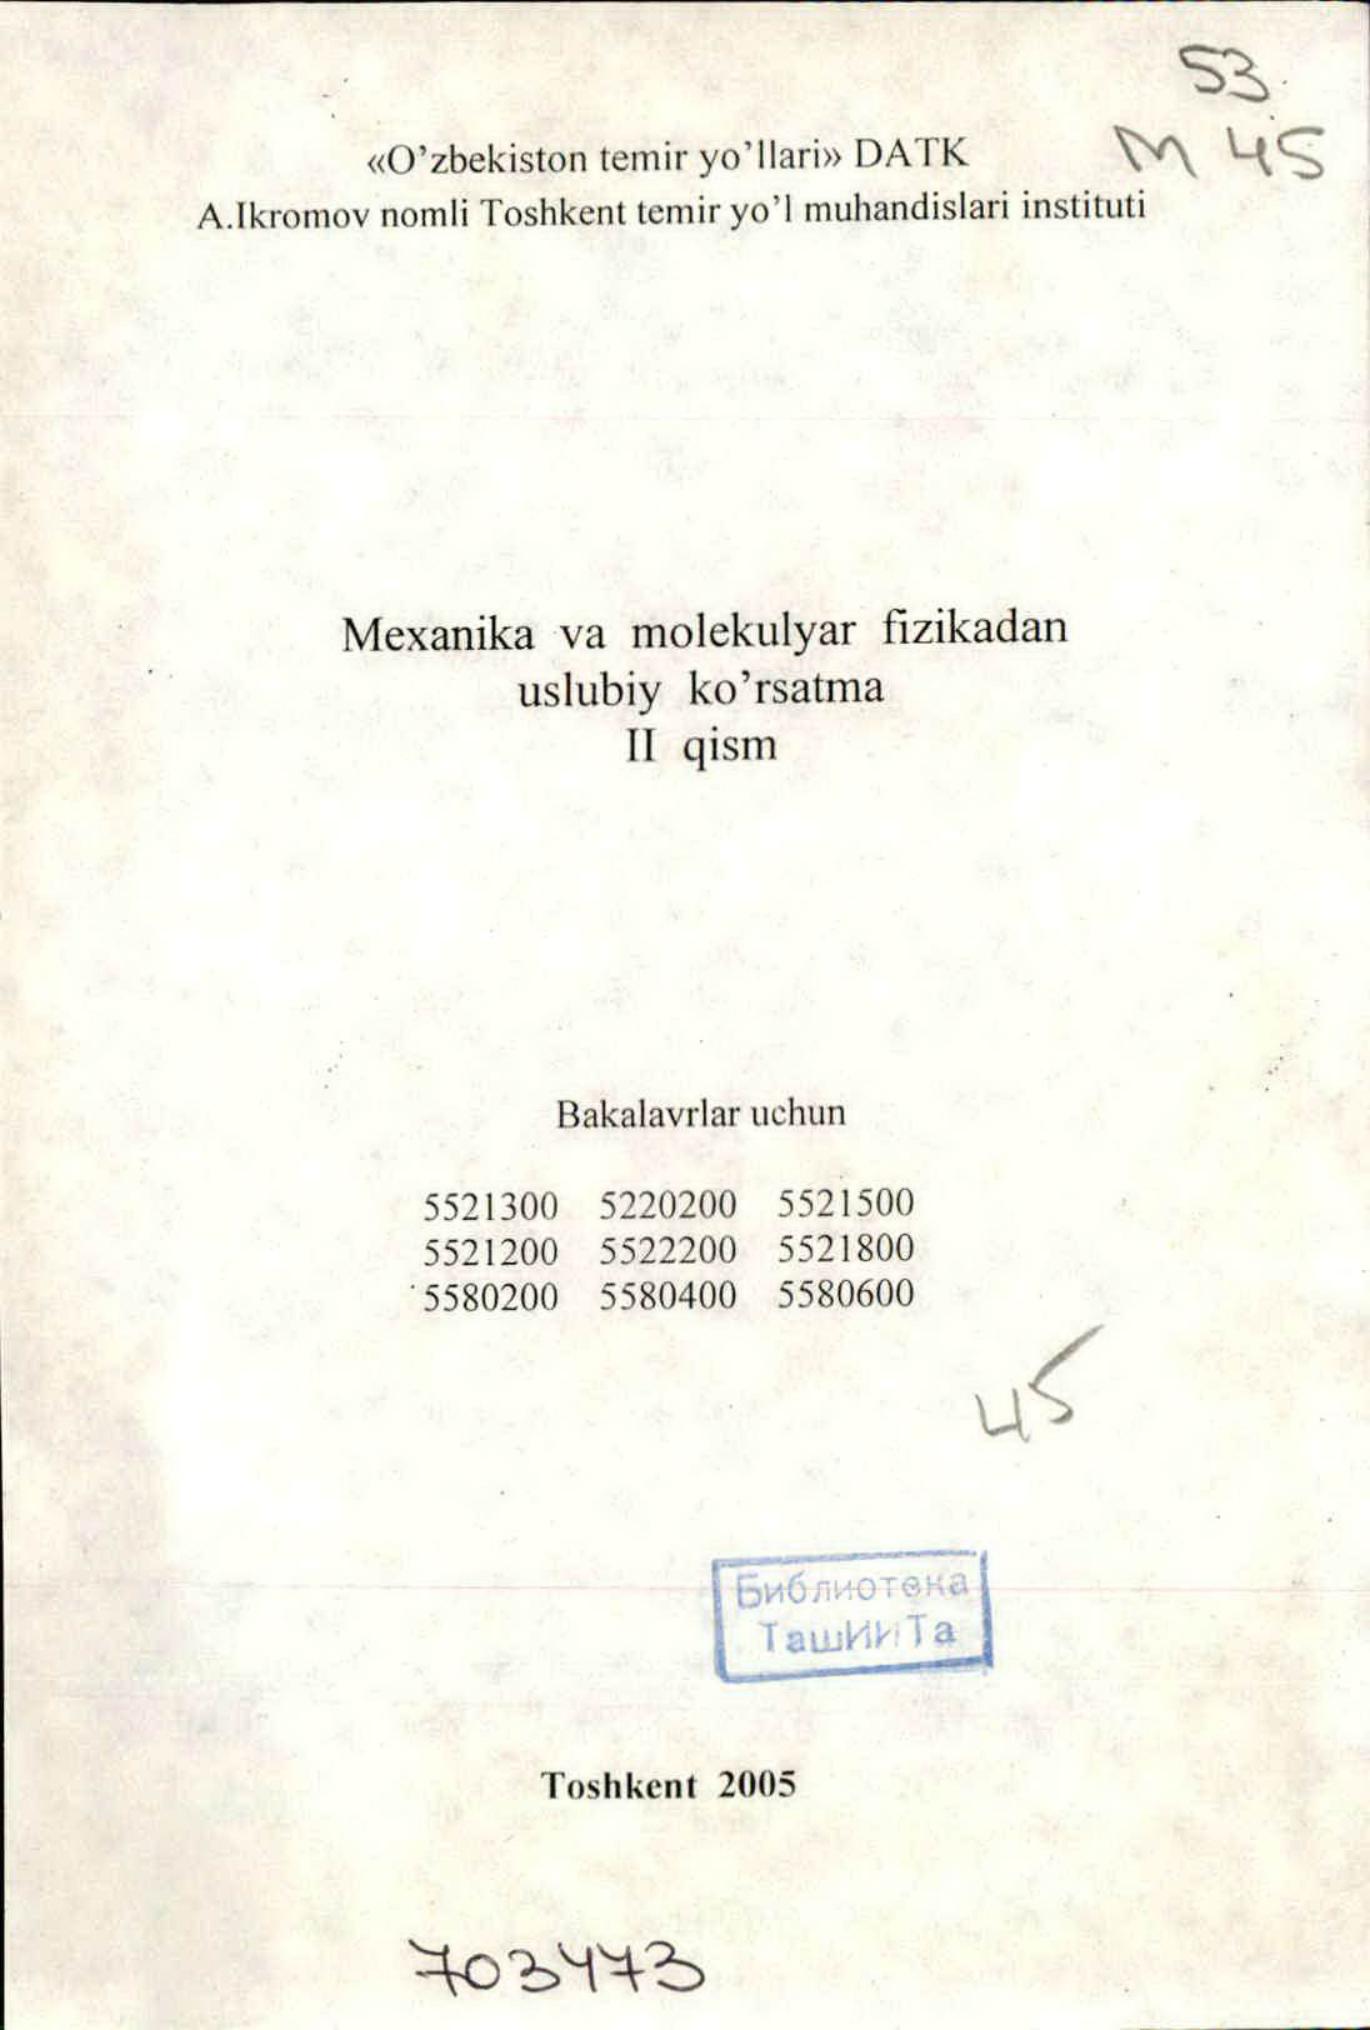 53
M 45
«O’zbekiston temir yo’llari» DATK
A.Ikromov nomli Toshkent temir yo’l muhandislari instituti
Mexanika va molekulyar fizikadan
uslubiy ko’rsatma
II qism
Bakalavrlar uchun
5521300 5220200 5521500
5521200 5522200 5521800
5580200 5580400 5580600
45
Библиотека
ТашИИТа
Toshkent 2005
703473